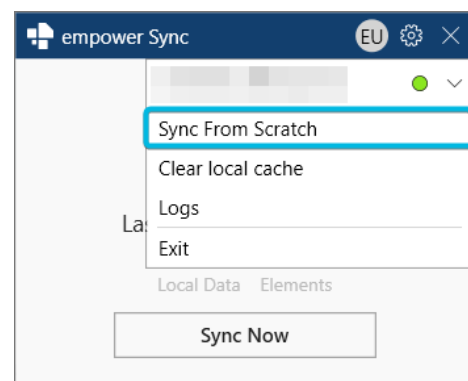 empower Sync EU
Sync From Scratch
Clear local cache
Logs
Exit
Local Data Elements
Sync Now